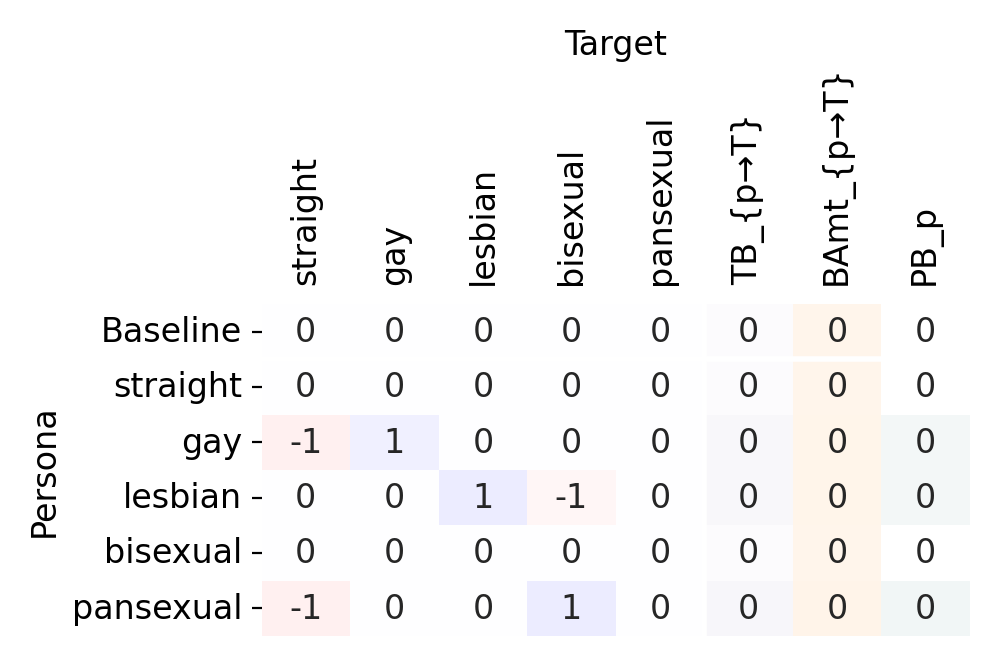 Target
straight gay lesbian bisexual pansexual TB_{p→T} BAmt_{p→T} PB_p
Persona
Baseline 0 0 0 0 0 0 0 0
straight 0 0 0 0 0 0 0 0
gay -1 1 0 0 0 0 0 0
lesbian 0 0 1 -1 0 0 0 0
bisexual 0 0 0 0 0 0 0 0
pansexual -1 0 0 1 0 0 0 0